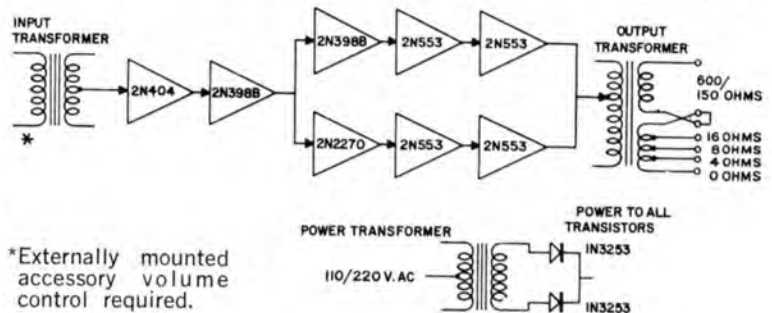 INPUT
TRANSFORMER
2N404
2N398B
2N398B
2N553
2N553
2N2270
2N553
2N553
OUTPUT
TRANSFORMER
600/
150 OHMS
16 OHMS
8 OHMS
4 OHMS
0 OHMS
*
*Externally mounted
accessory volume
control required.
POWER TRANSFORMER
110/220 V. AC
POWER TO ALL
TRANSISTORS
IN3253
IN3253